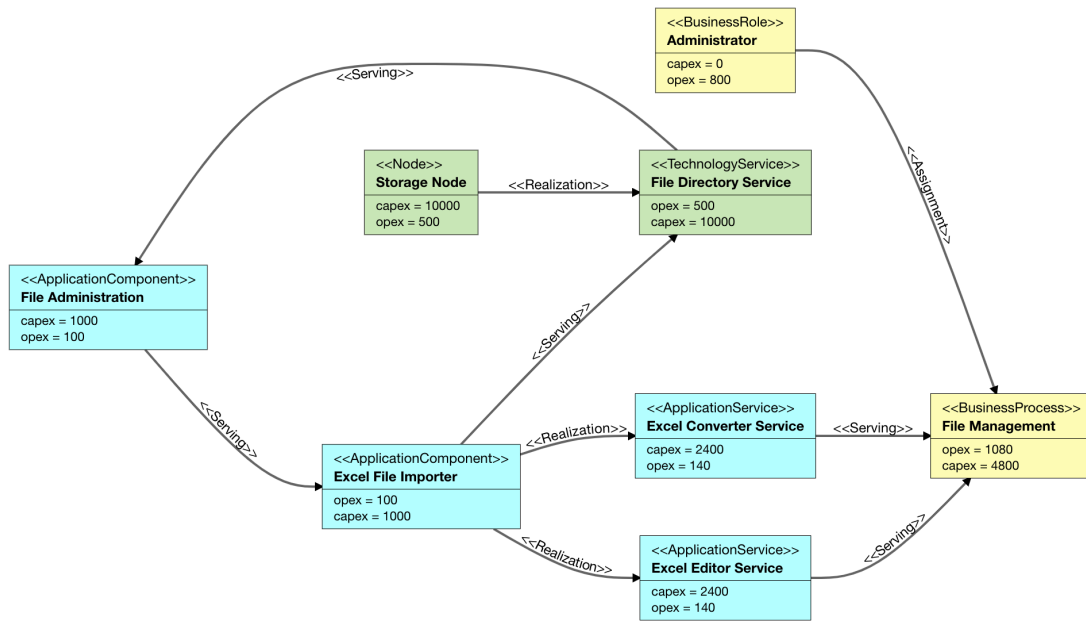 <<BusinessRole>>
Administrator
capex = 0
opex = 800
<<Serving>>
<<Assignment>>
<<Node>>
Storage Node
capex = 10000
opex = 500
<<Realization>>
<<TechnologyService>>
File Directory Service
opex = 500
capex = 10000
<<ApplicationComponent>>
File Administration
capex = 1000
opex = 100
<<Serving>>
<<Serving>>
<<ApplicationComponent>>
Excel File Importer
opex = 100
capex = 1000
<<Realization>>
<<ApplicationService>>
Excel Converter Service
capex = 2400
opex = 140
<<Serving>>
<<BusinessProcess>>
File Management
opex = 1080
capex = 4800
<<Realization>>
<<ApplicationService>>
Excel Editor Service
capex = 2400
opex = 140
<<Serving>>